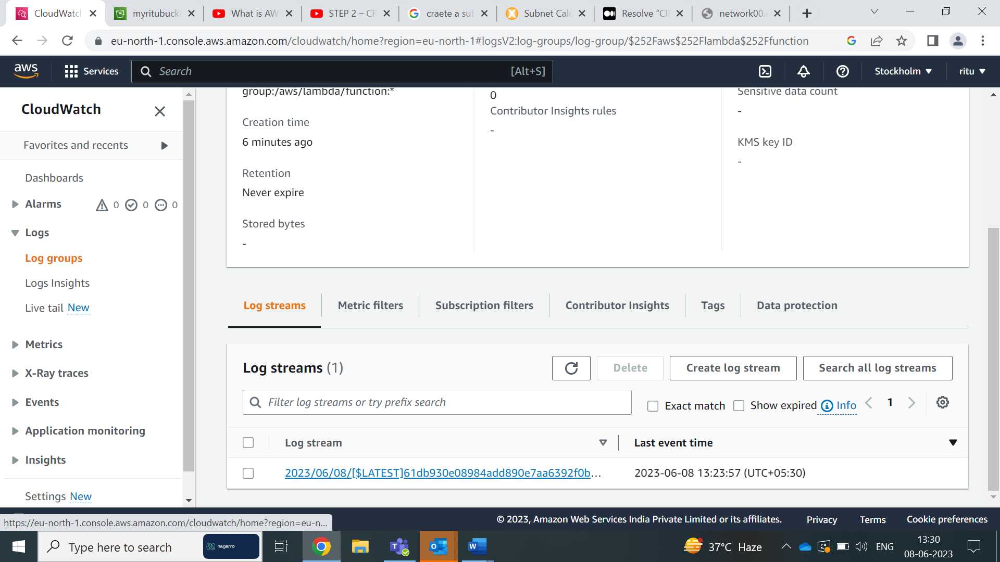 CloudWatch
myritubucke
What is AW
STEP 2 – CR
craete a sub
Subnet Calc
Resolve “CI
network00.c
eu-north-1.console.aws.amazon.com/cloudwatch/home?region=eu-north-1#logsV2:log-groups/log-group/$252Faws$252Flambda$252Ffunction
aws
Services
Search
[Alt+S]
Stockholm
ritu
CloudWatch
Favorites and recents
Dashboards
Alarms
0
0
0
Logs
Log groups
Logs Insights
Live tail New
Metrics
X-Ray traces
Events
Application monitoring
Insights
Settings New
group:/aws/lambda/function:*
Creation time
6 minutes ago
Retention
Never expire
Stored bytes
-
0
Contributor Insights rules
-
Sensitive data count
-
KMS key ID
-
Log streams
Metric filters
Subscription filters
Contributor Insights
Tags
Data protection
Log streams (1)
Delete
Create log stream
Search all log streams
Filter log streams or try prefix search
Exact match
Show expired
Info
1
Log stream
Last event time
2023/06/08/[$LATEST]61db930e08984add890e7aa6392f0b...
2023-06-08 13:23:57 (UTC+05:30)
https://eu-north-1.console.aws.amazon.com/cloudwatch/home?region=eu-n...
© 2023, Amazon Web Services India Private Limited or its affiliates.
Privacy
Terms
Cookie preferences
Type here to search
nagarro
37°C Haze
ENG
13:30
08-06-2023